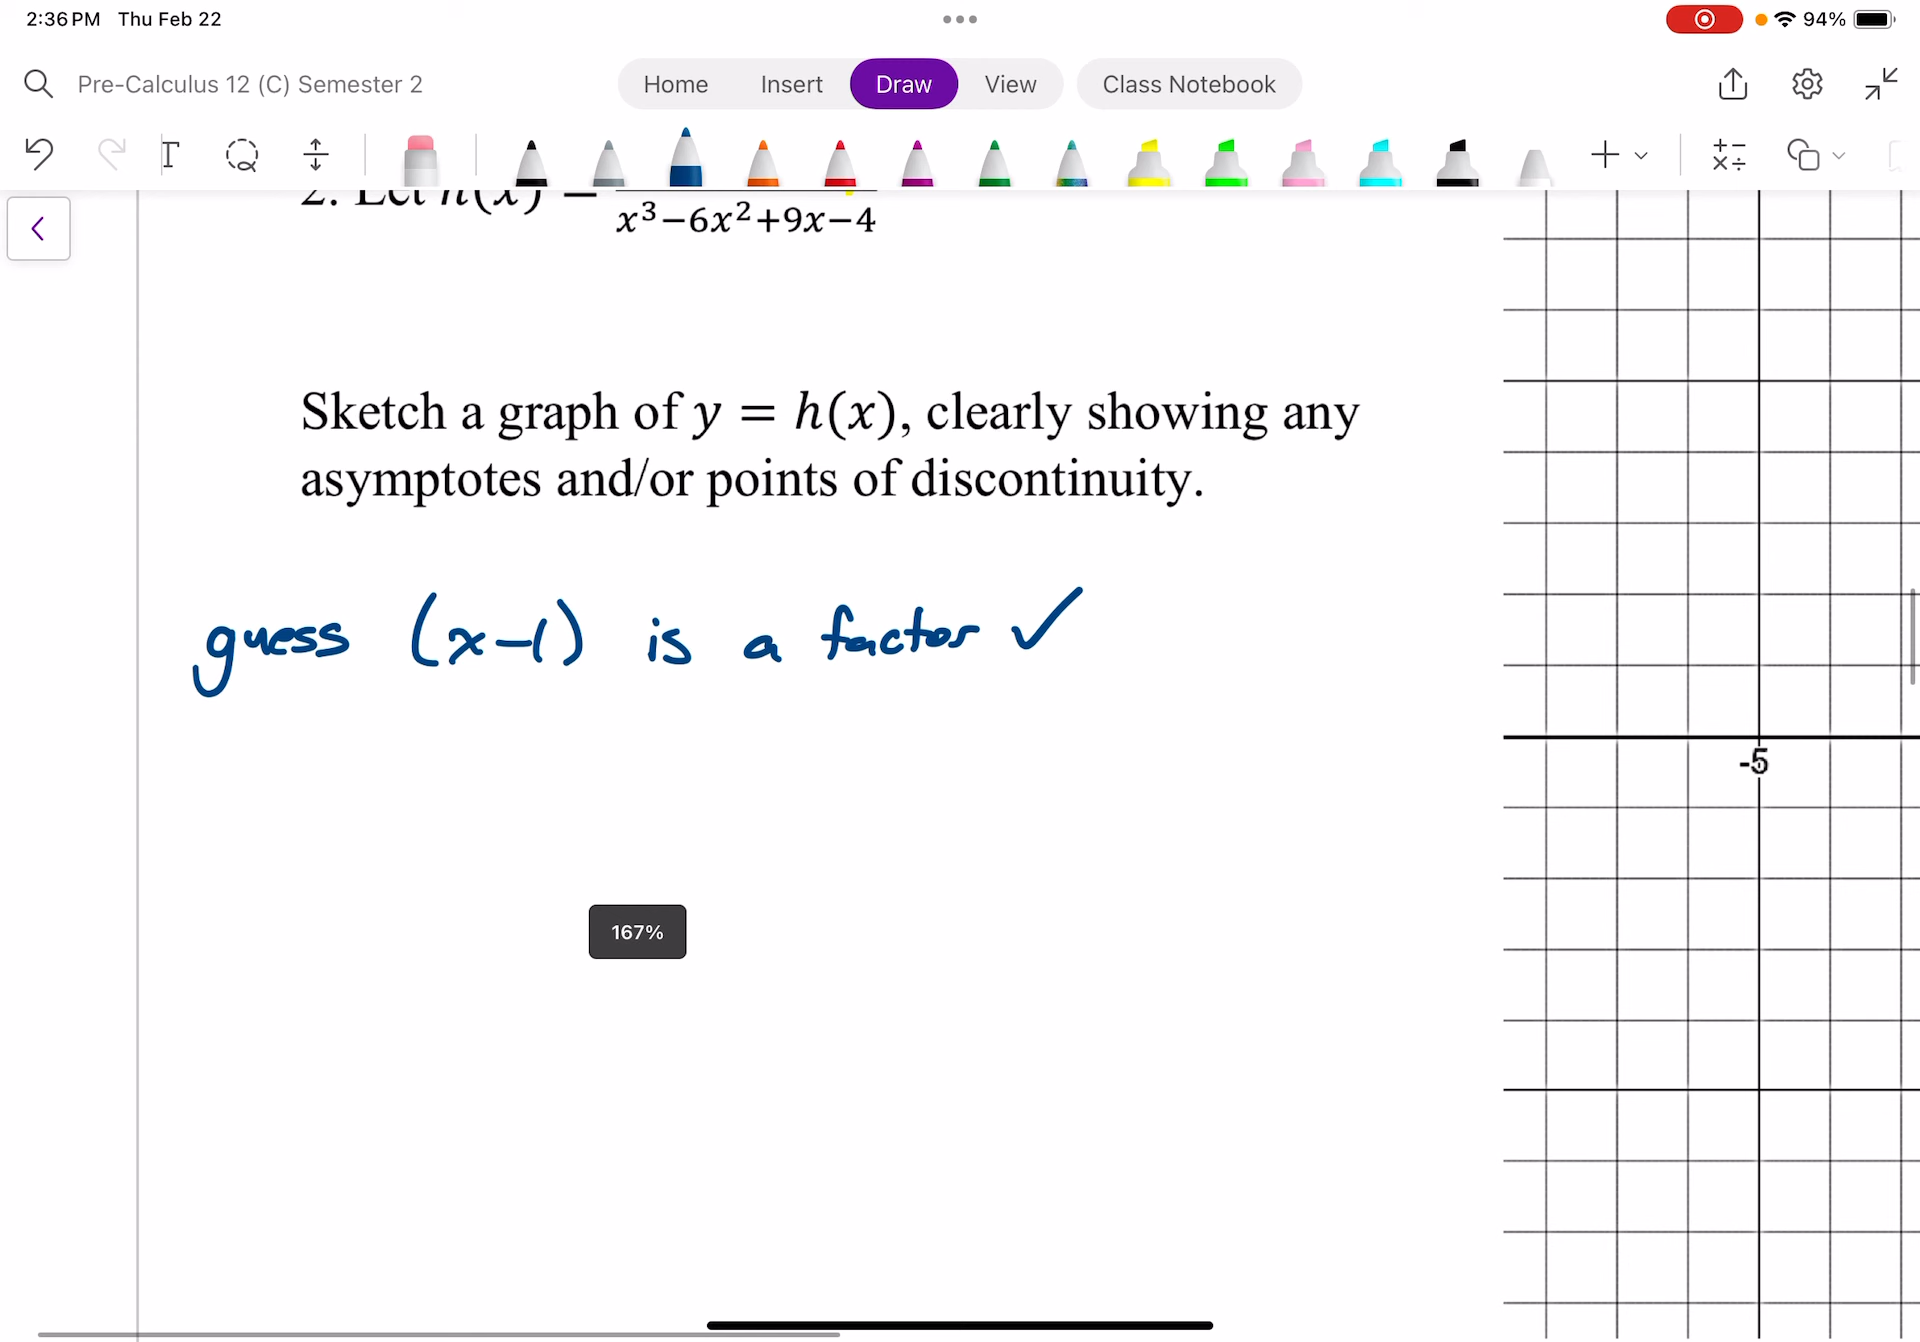 2:36 PM Thu Feb 22
94%
Pre-Calculus 12 (C) Semester 2
Home Insert Draw View Class Notebook
2. Let h(x) =
x³−6x²+9x−4
Sketch a graph of y = h(x), clearly showing any
asymptotes and/or points of discontinuity.
guess (x-1) is a factor ✓
-5
167%